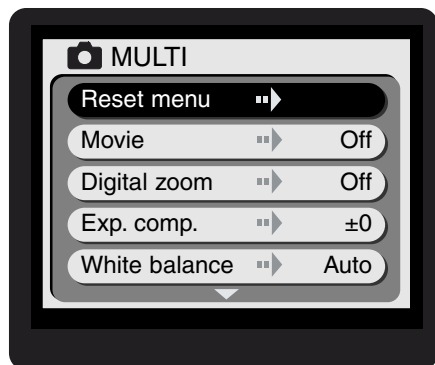 MULTI
Reset menu
Movie Off
Digital zoom Off
Exp. comp. ±0
White balance Auto